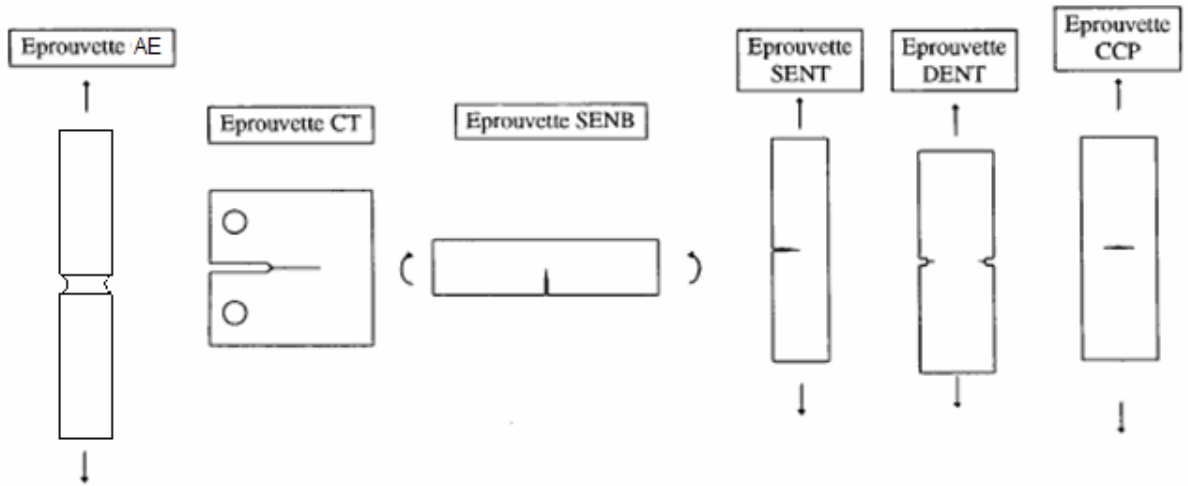 Eprouvette AE
Eprouvette CT
Eprouvette SENB
Eprouvette
SENT
Eprouvette
DENT
Eprouvette
CCP